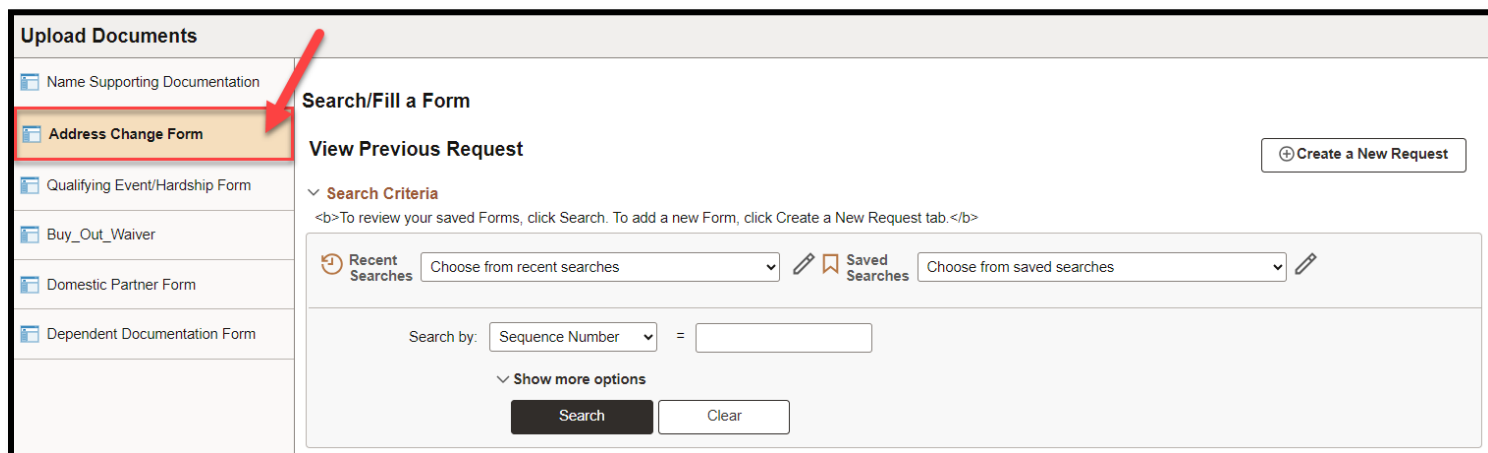 Upload Documents
Name Supporting Documentation
Address Change Form
Qualifying Event/Hardship Form
Buy_Out_Waiver
Domestic Partner Form
Dependent Documentation Form
Search/Fill a Form
View Previous Request
Create a New Request
Search Criteria
<b>To review your saved Forms, click Search. To add a new Form, click Create a New Request tab.</b>
Recent
Searches
Choose from recent searches
Saved
Searches
Choose from saved searches
Search by: Sequence Number =
Show more options
Search Clear